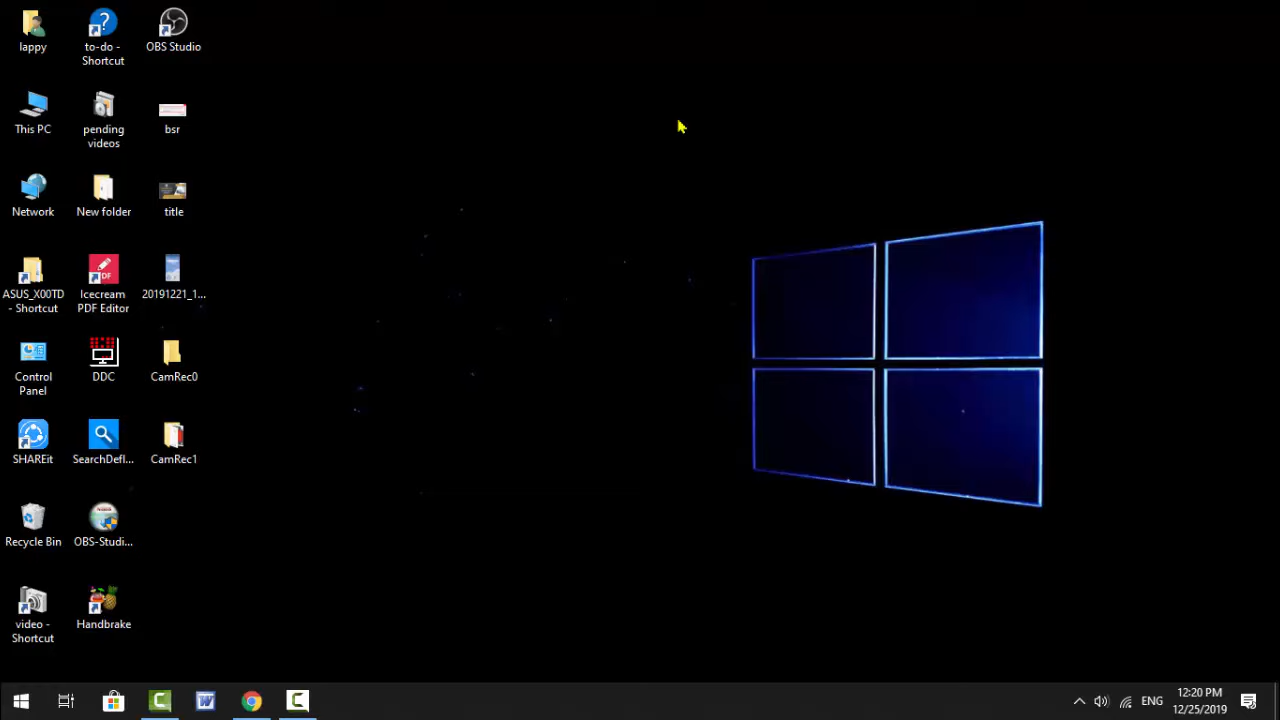 lappy
to-do -
Shortcut
OBS Studio
This PC
pending
videos
bsr
Network
New folder
title
ASUS_X00TD
- Shortcut
Icecream
PDF Editor
20191221_1...
Control
Panel
DDC
CamRec0
SHAREit
SearchDefl...
CamRec1
Recycle Bin
OBS-Studi...
video -
Shortcut
Handbrake
ENG
12:20 PM
12/25/2019